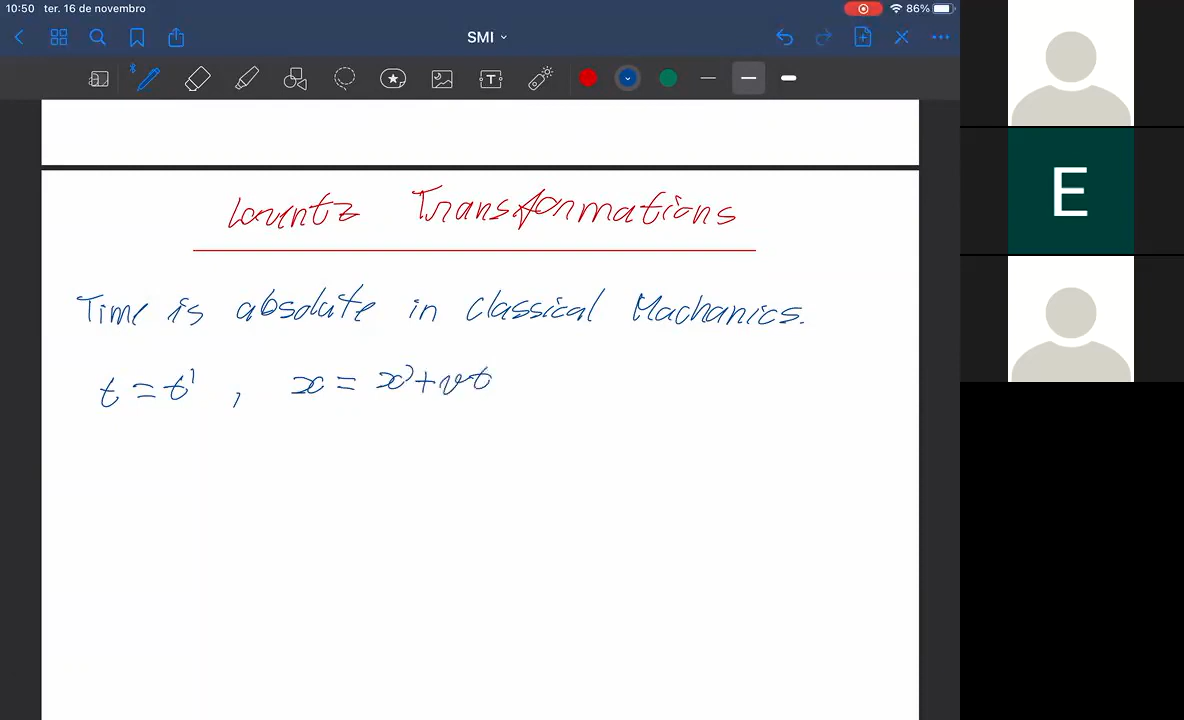 10:50 ter. 16 de novembro 86%
SMI
T
E
Lorentz Transformations
Time is absolute in Classical Machanics.
t = t' , x = x' + vt